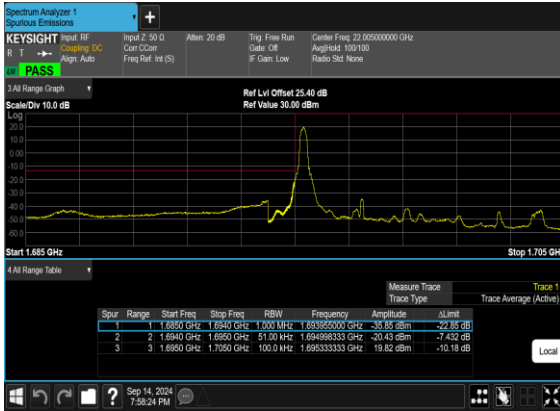 Spectrum Analyzer 1
Spurious Emissions
KEYSIGHT Input: RF Input Z: 50 Ω Atten: 20 dB Trig: Free Run Center Freq: 22.005000000 GHz
R T Coupling: DC Corr CCorr Gate: Off Avg|Hold: 100/100
Align: Auto Freq Ref: Int (S) IF Gain: Low Radio Std: None
PASS
3 All Range Graph
Ref Lvl Offset 25.40 dB
Scale/Div 10.0 dB Ref Value 30.00 dBm
Log
20.0
10.0
0.00
-10.0
-20.0
-30.0
-40.0
-50.0
-60.0
Start 1.685 GHz Stop 1.705 GH
4 All Range Table
Measure Trace Trace 1
Trace Type Trace Average (Active)
Spur Range Start Freq Stop Freq RBW Frequency Amplitude ΔLimit
1 1 1.6850 GHz 1.6940 GHz 1.000 MHz 1.693955000 GHz -35.85 dBm -22.85 dB
2 2 1.6940 GHz 1.6950 GHz 51.00 kHz 1.694998333 GHz -20.43 dBm -7.432 dB
3 3 1.6950 GHz 1.7050 GHz 100.0 kHz 1.695333333 GHz 19.82 dBm -10.18 dB
Local
?
Sep 14, 2024
7:58:24 PM